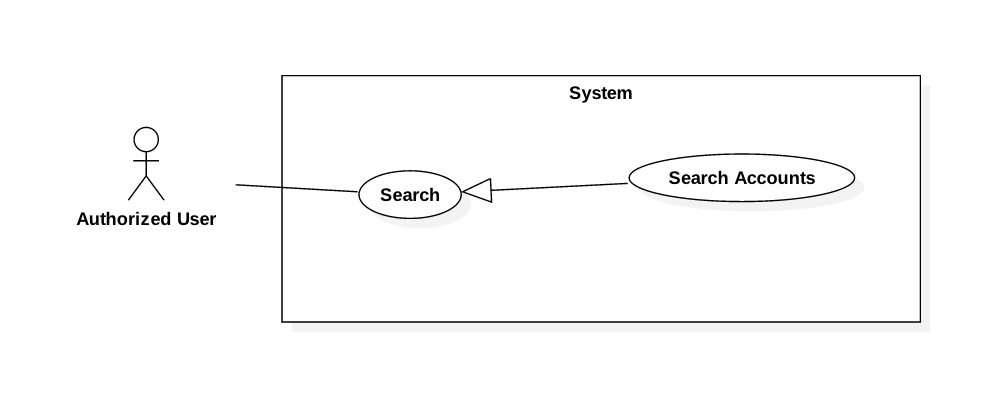 System
Authorized User
Search
Search Accounts